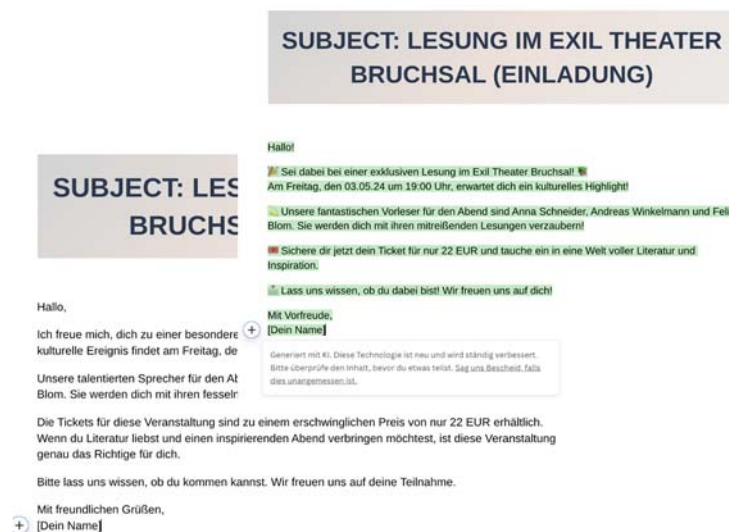 SUBJECT: LESUNG IM EXIL THEATER
BRUCHSAL (EINLADUNG)
Hallo!
Sei dabei bei einer exklusiven Lesung im Exil Theater Bruchsal!
Am Freitag, den 03.05.24 um 19:00 Uhr, erwartet dich ein kulturelles Highlight!
Unsere fantastischen Vorleser für den Abend sind Anna Schneider, Andreas Winkelmann und Feli
Blom. Sie werden dich mit ihren mitreißenden Lesungen verzaubern!
Sichere dir jetzt dein Ticket für nur 22 EUR und tauche ein in eine Welt voller Literatur und
Inspiration.
Lass uns wissen, ob du dabei bist! Wir freuen uns auf dich!
Mit Vorfreude,
[Dein Name]
Generiert mit KI. Diese Technologie ist neu und wird ständig verbessert.
Bitte überprüfe den Inhalt, bevor du etwas teilst. Sag uns Bescheid, falls
dies unangemessen ist.
SUBJECT: LES
BRUCHS
Hallo,
Ich freue mich, dich zu einer besondere
kulturelle Ereignis findet am Freitag, de
Unsere talentierten Sprecher für den Ab
Blom. Sie werden dich mit ihren fesseln
Die Tickets für diese Veranstaltung sind zu einem erschwinglichen Preis von nur 22 EUR erhältlich.
Wenn du Literatur liebst und einen inspirierenden Abend verbringen möchtest, ist diese Veranstaltung
genau das Richtige für dich.
Bitte lass uns wissen, ob du kommen kannst. Wir freuen uns auf deine Teilnahme.
Mit freundlichen Grüßen,
[Dein Name]